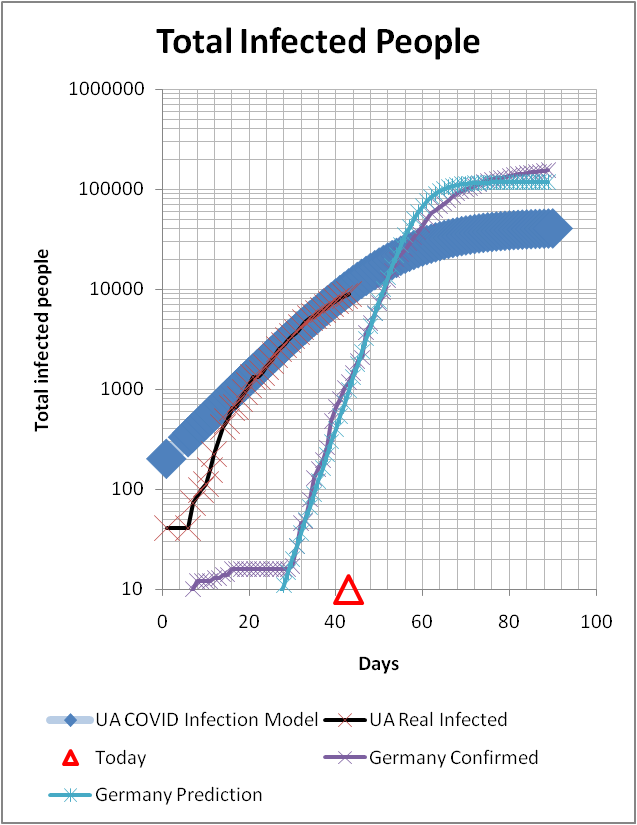 Total Infected People
Total infected people
1000000
100000
10000
1000
100
10
0 20 40 60 80 100
Days
UA COVID Infection Model UA Real Infected
Today Germany Confirmed
Germany Prediction